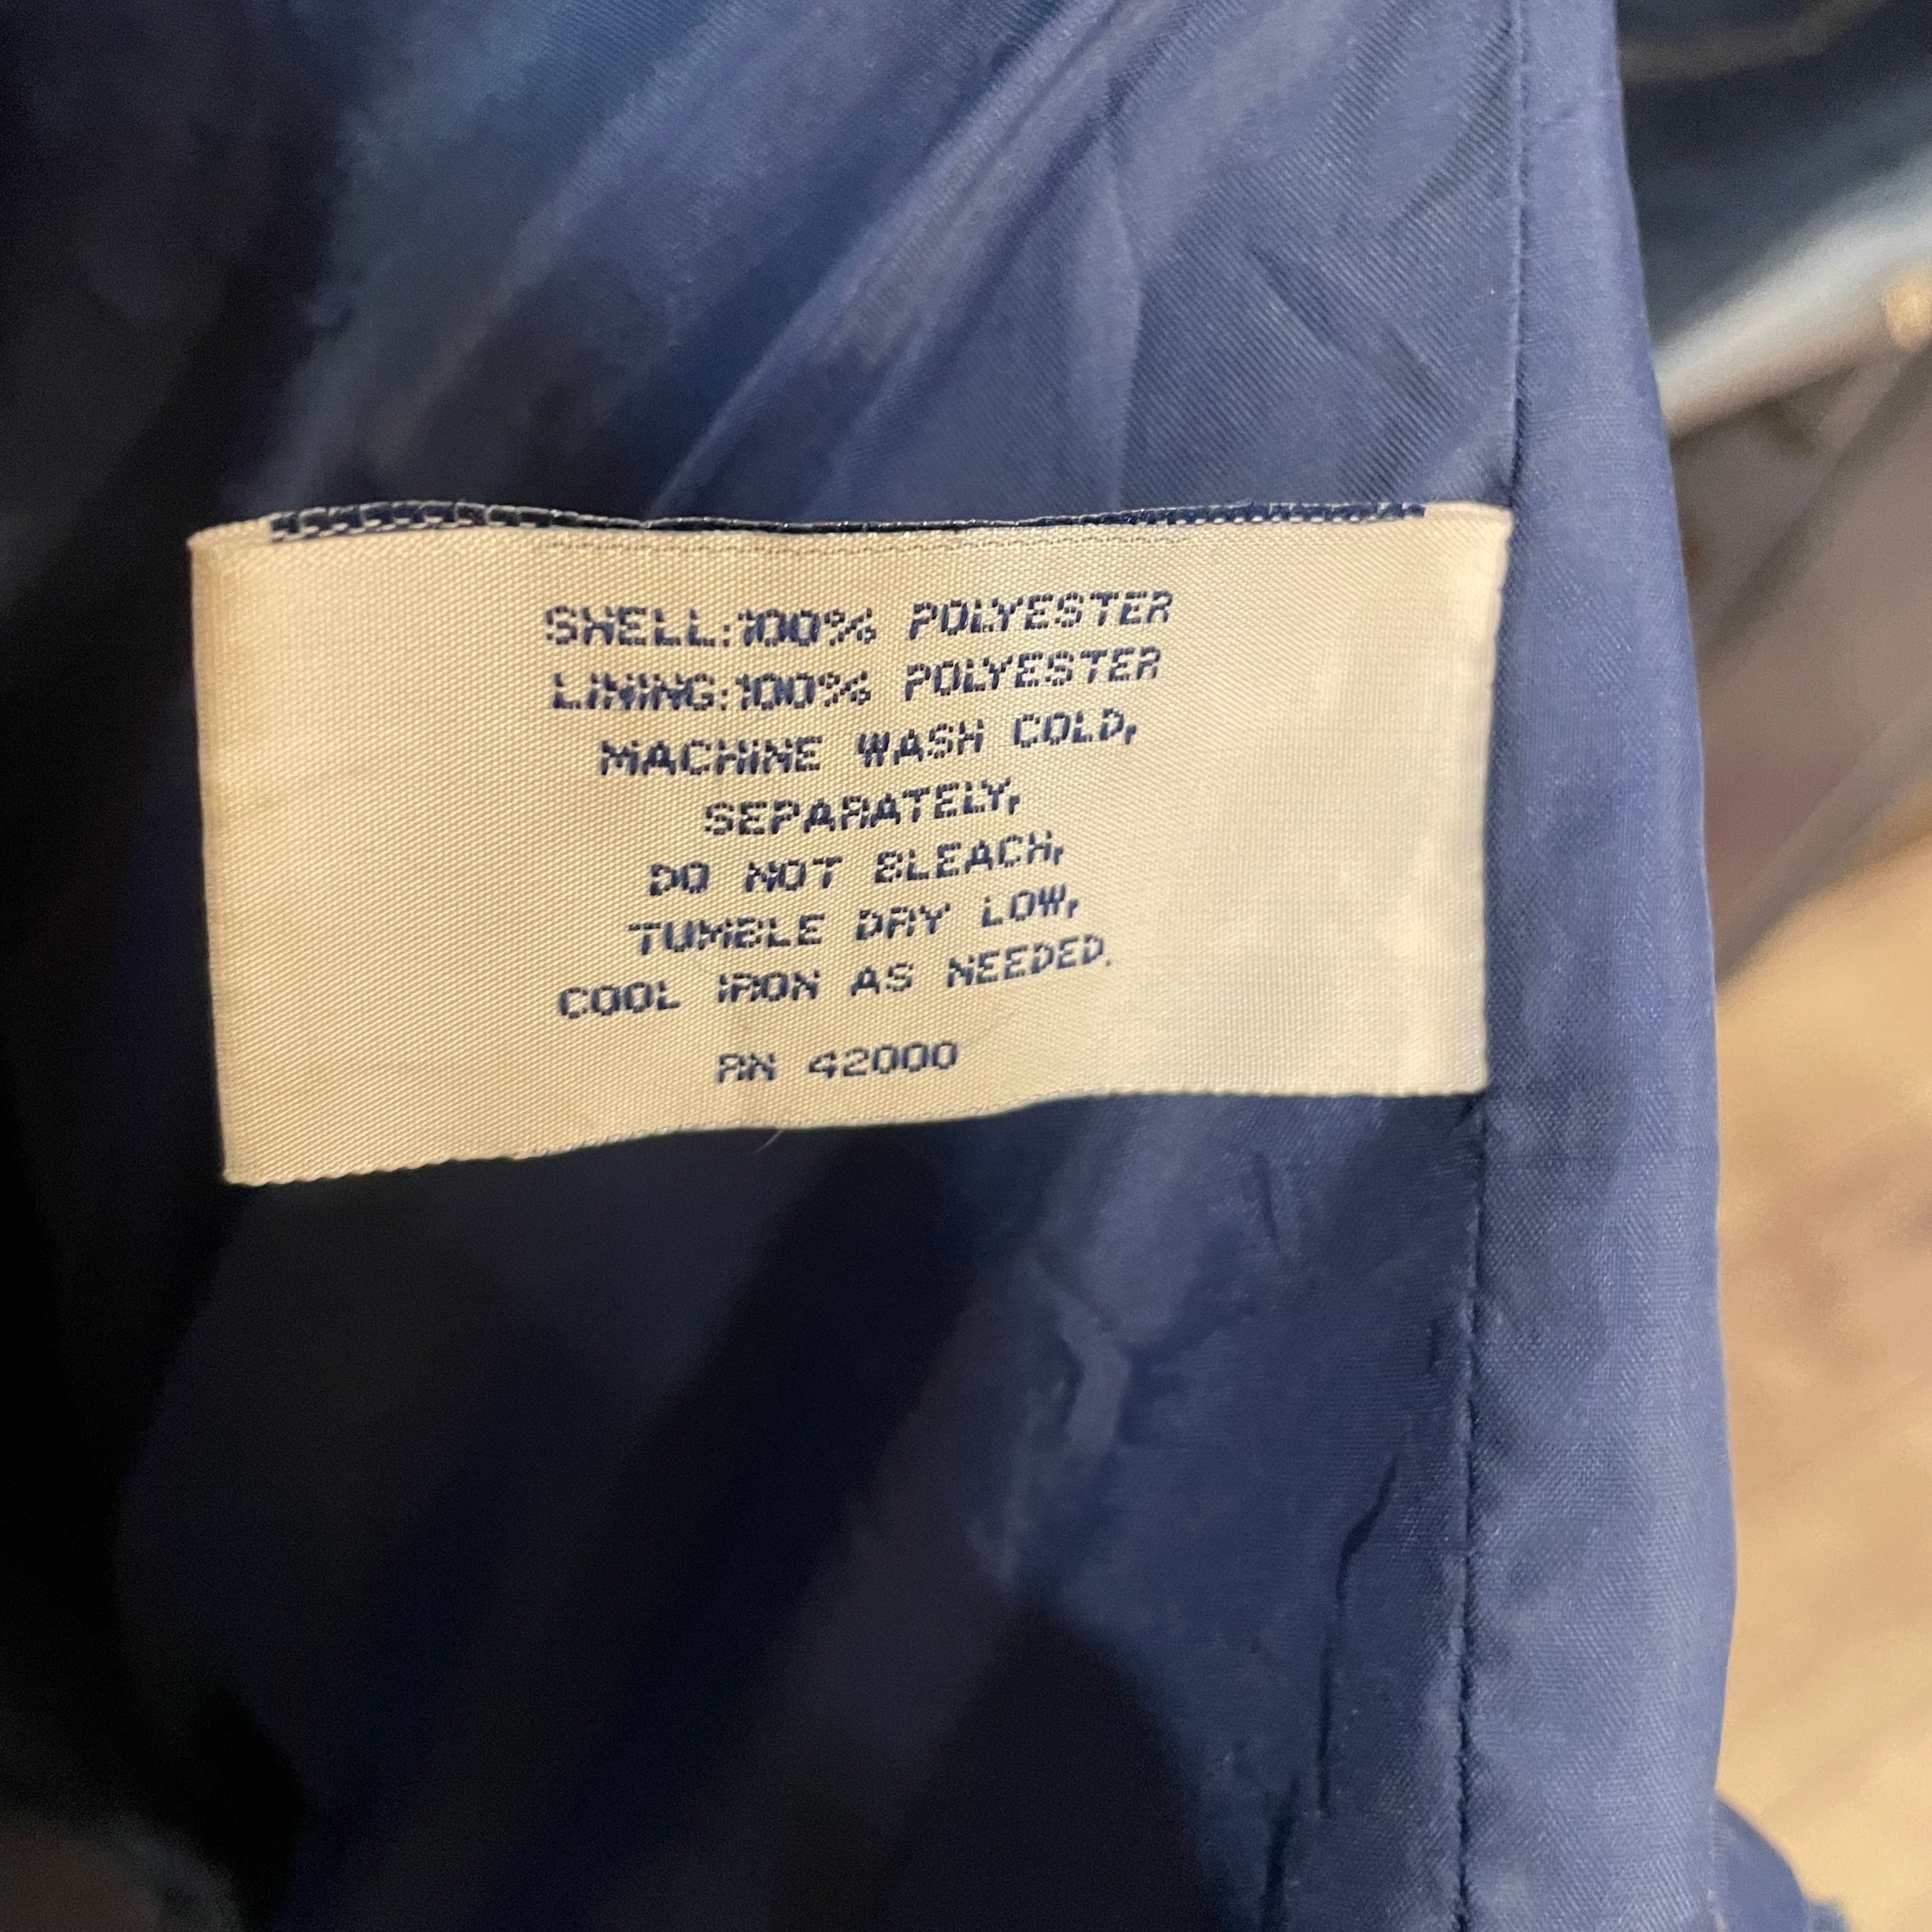 SHELL:100% POLYESTER
LINING:100% POLYESTER
MACHINE WASH COLD,
SEPARATELY,
DO NOT BLEACH,
TUMBLE DRY LOW,
COOL IRON AS NEEDED.
RN 42000